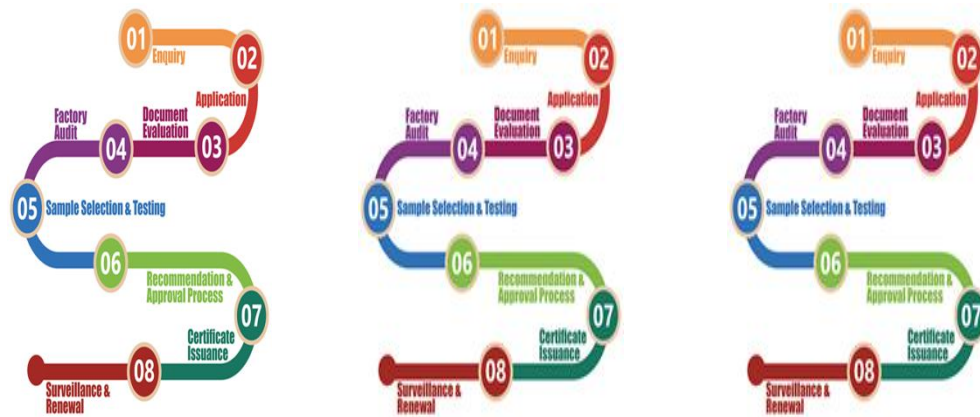 01
Enquiry
02
Application
Document
Evaluation
03
Factory
Audit
04
05
Sample Selection & Testing
06
Recommendation &
Approval Process
07
Certificate
Issuance
08
Surveillance &
Renewal
01
Enquiry
02
Application
Document
Evaluation
03
Factory
Audit
04
05
Sample Selection & Testing
06
Recommendation &
Approval Process
07
Certificate
Issuance
08
Surveillance &
Renewal
01
Enquiry
02
Application
Document
Evaluation
03
Factory
Audit
04
05
Sample Selection & Testing
06
Recommendation &
Approval Process
07
Certificate
Issuance
08
Surveillance &
Renewal